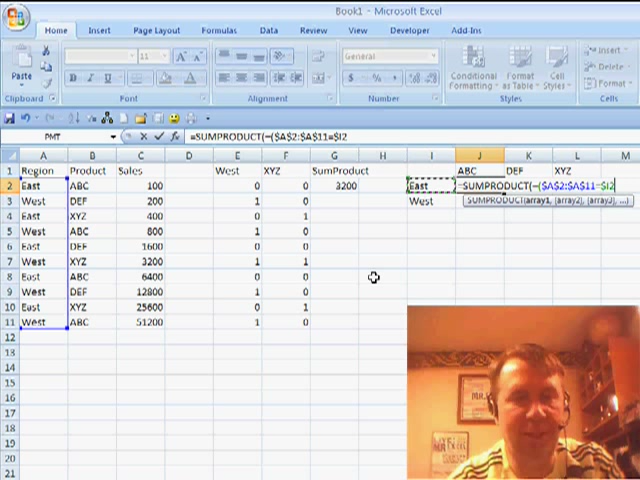 Book1 - Microsoft Excel
Home Insert Page Layout Formulas Data Review View Developer Add-Ins
Paste
11
General
Conditional Formatting
Format as Table
Cell Styles
Insert
Delete
Format
Clipboard Font Alignment Number Styles Cells
PMT =SUMPRODUCT(--($A$2:$A$11=$I2
A B C D E F G H I J K L M
1 Region Product Sales West XYZ SumProduct ABC DEF XYZ
2 East ABC 100 0 0 3200 East =SUMPRODUCT(--($A$2:$A$11=$I2
3 West DEF 200 1 0 West SUMPRODUCT(array1, [array2], [array3], ...)
4 East XYZ 400 0 1
5 West ABC 800 1 0
6 East DEF 1600 0 0
7 West XYZ 3200 1 1
8 East ABC 6400 0 0
9 West DEF 12800 1 0
10 East XYZ 25600 0 1
11 West ABC 51200 1 0
12
13
14
15
16
17
18
19
20
21